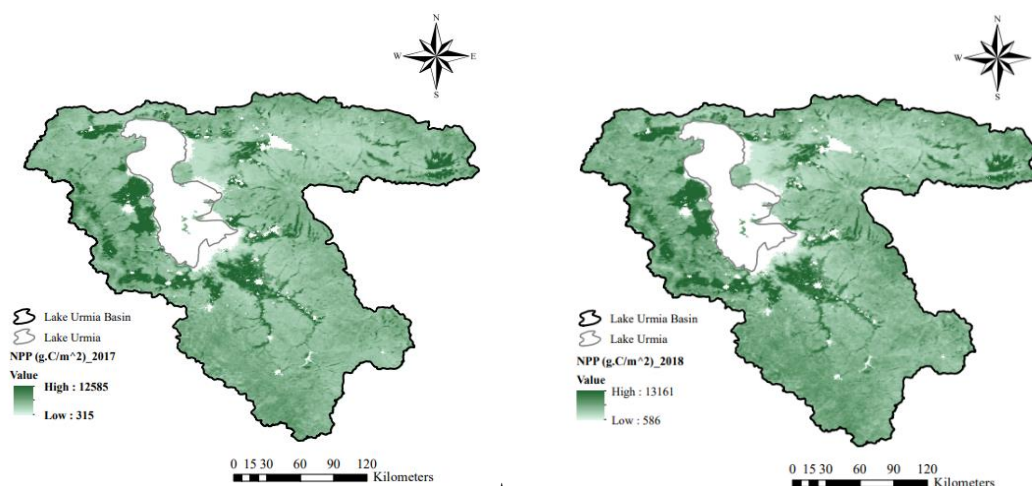 N
W E
S
Lake Urmia Basin
Lake Urmia
NPP (g.C/m^2)_2017
Value
High : 12585
Low : 315
0 15 30 60 90 120
Kilometers
N
W
S
Lake Urmia Basin
Lake Urmia
NPP (g.C/m^2)_2018
Value
High : 13161
Low : 586
0 15 30 60 90 120
Kilometers